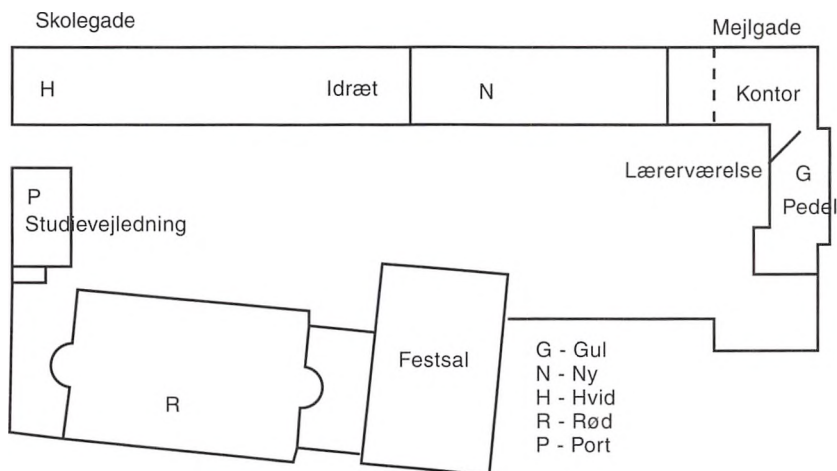 Skolegade
Mejlgade
H
Idræt
N
Kontor
Lærerværelse
G
Pedel
P
Studievejledning
Festsal
R
G - Gul
N - Ny
H - Hvid
R - Rød
P - Port